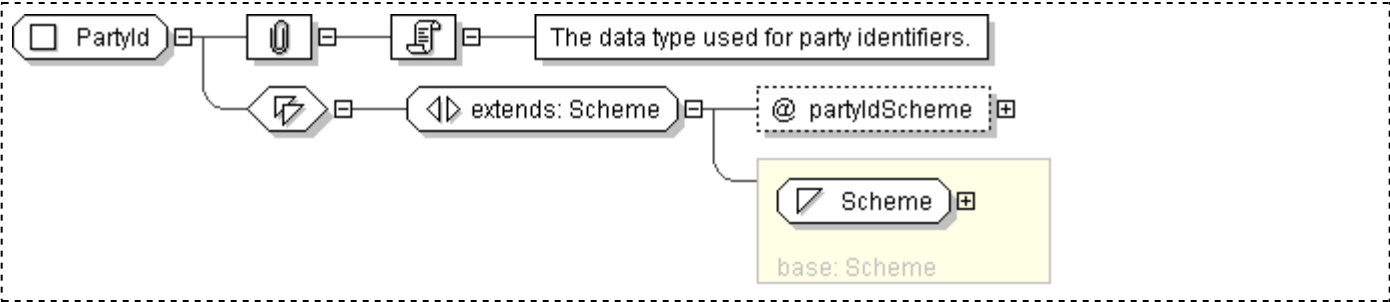 PartyId
The data type used for party identifiers.
extends: Scheme
@ partyIdScheme
Scheme
base: Scheme